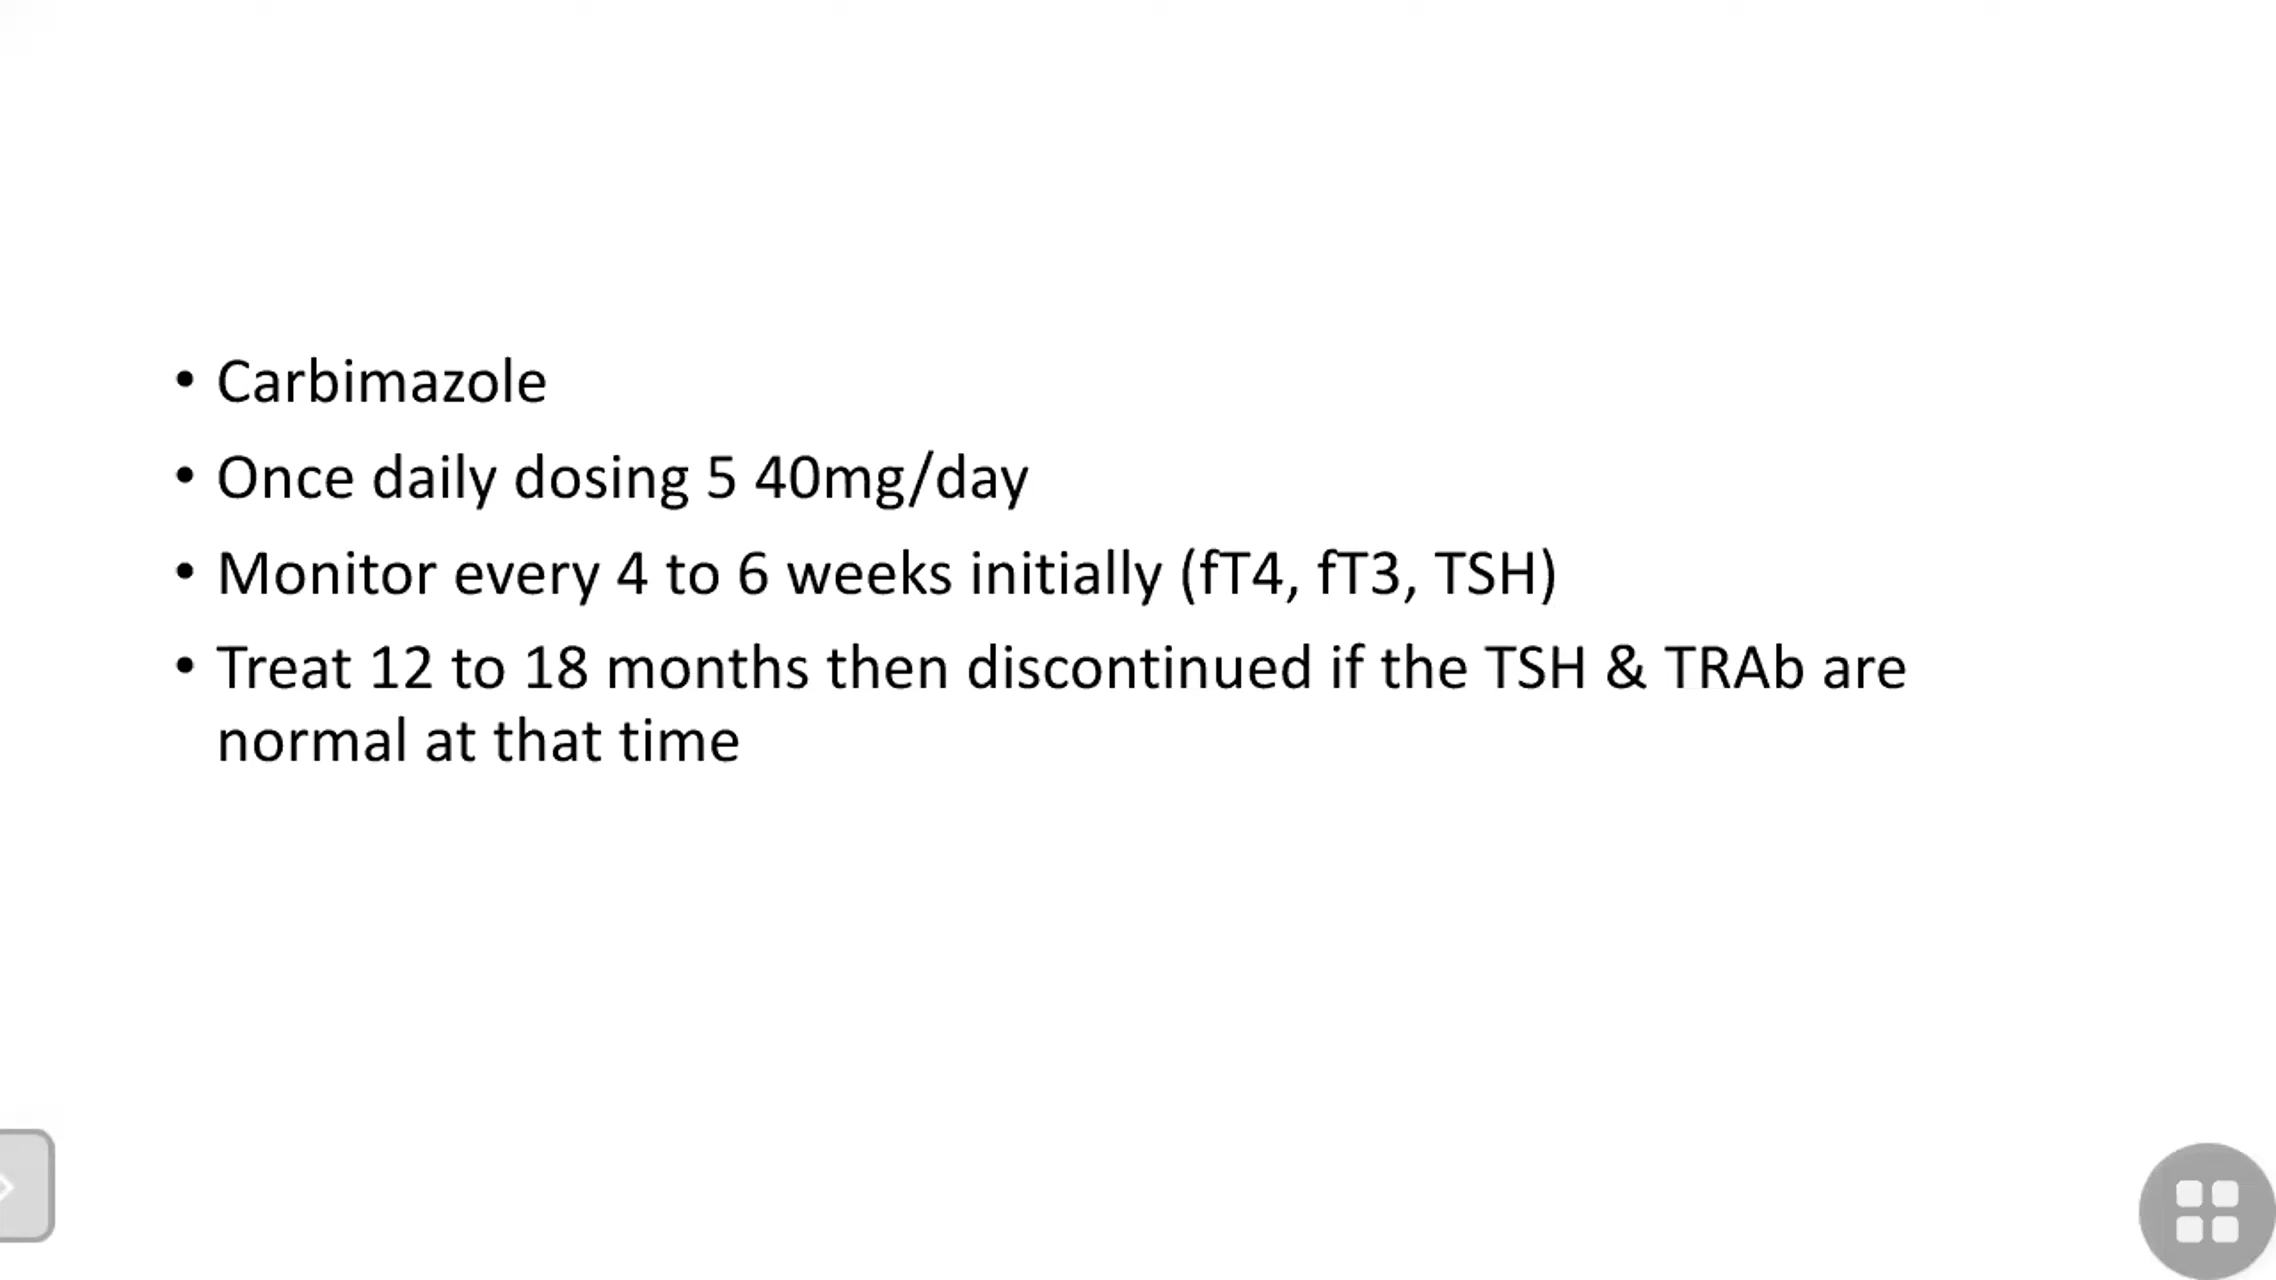 • Carbimazole
• Once daily dosing 5 40mg/day
• Monitor every 4 to 6 weeks initially (fT4, fT3, TSH)
• Treat 12 to 18 months then discontinued if the TSH & TRAb are
normal at that time